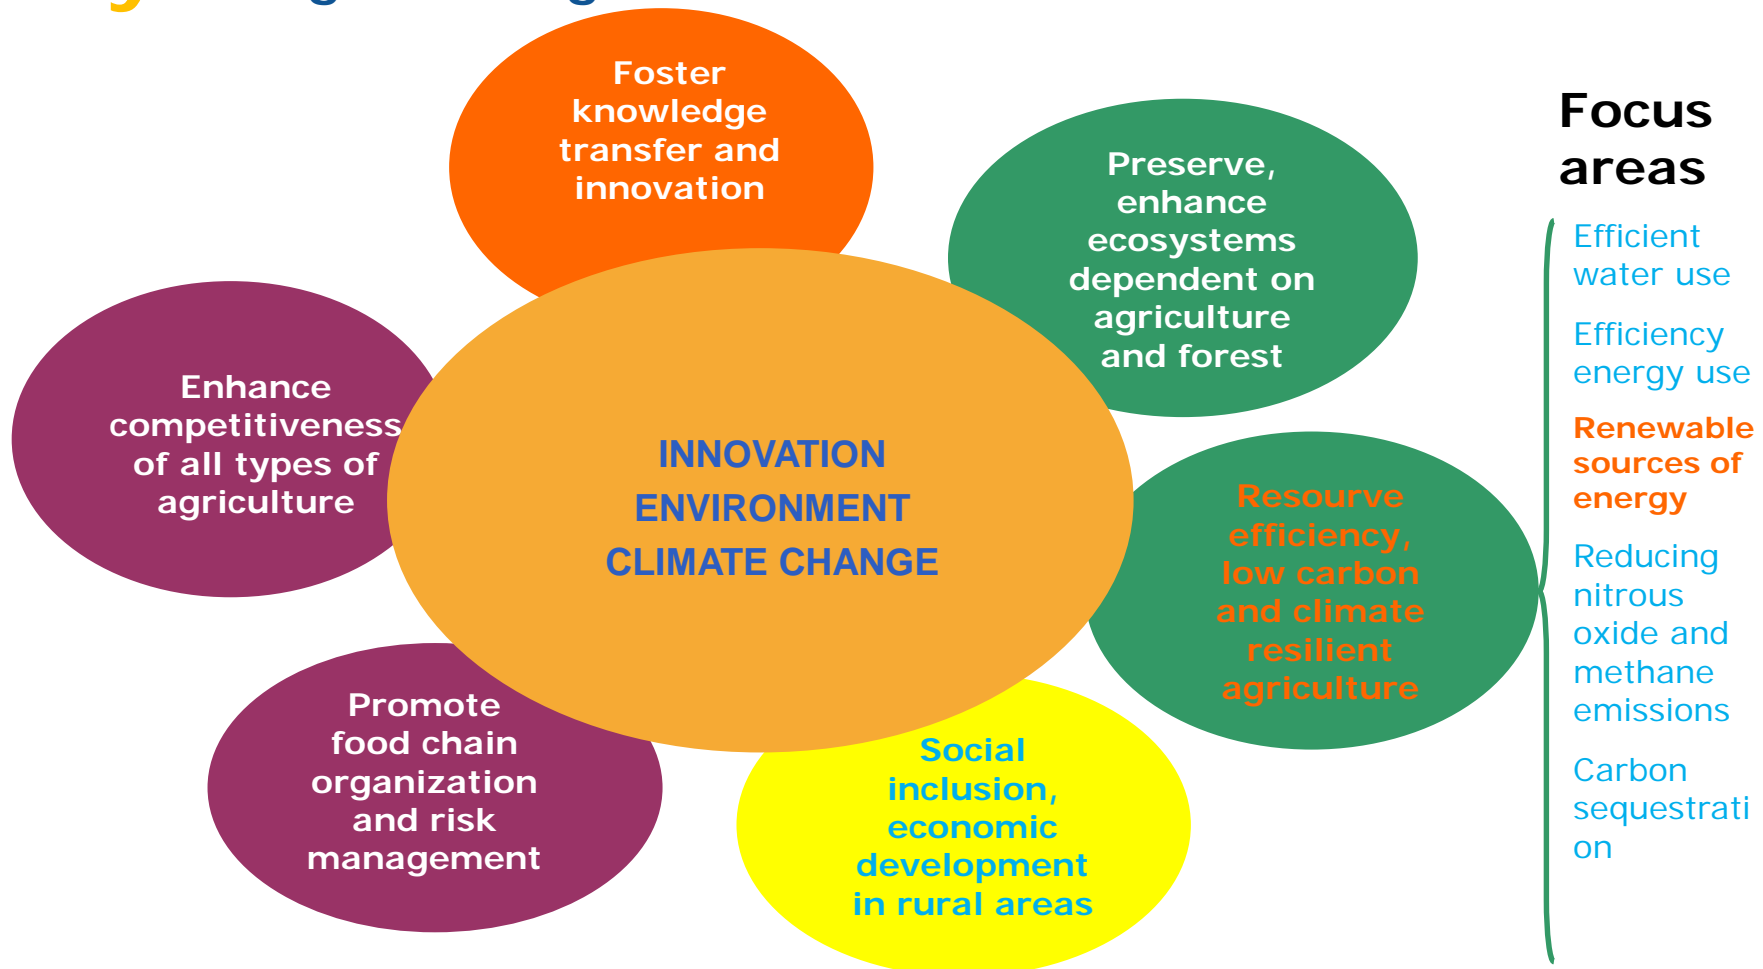 Foster
knowledge
transfer and
innovation
Preserve,
enhance
ecosystems
dependent on
agriculture
and forest
Enhance
competitiveness
of all types of
agriculture
INNOVATION
ENVIRONMENT
CLIMATE CHANGE
Resourve
efficiency,
low carbon
and climate
resilient
agriculture
Promote
food chain
organization
and risk
management
Social
inclusion,
economic
development
in rural areas
Focus
areas
Efficient
water use
Efficiency
energy use
Renewable
sources of
energy
Reducing
nitrous
oxide and
methane
emissions
Carbon
sequestrati
on